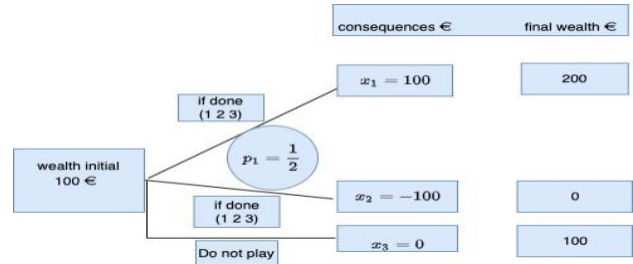 consequences € final wealth €
x₁ = 100 200
if done
(1 2 3)
p₁ = 1/2
wealth initial
100 €
x₂ = −100 0
if done
(1 2 3)
x₃ = 0 100
Do not play